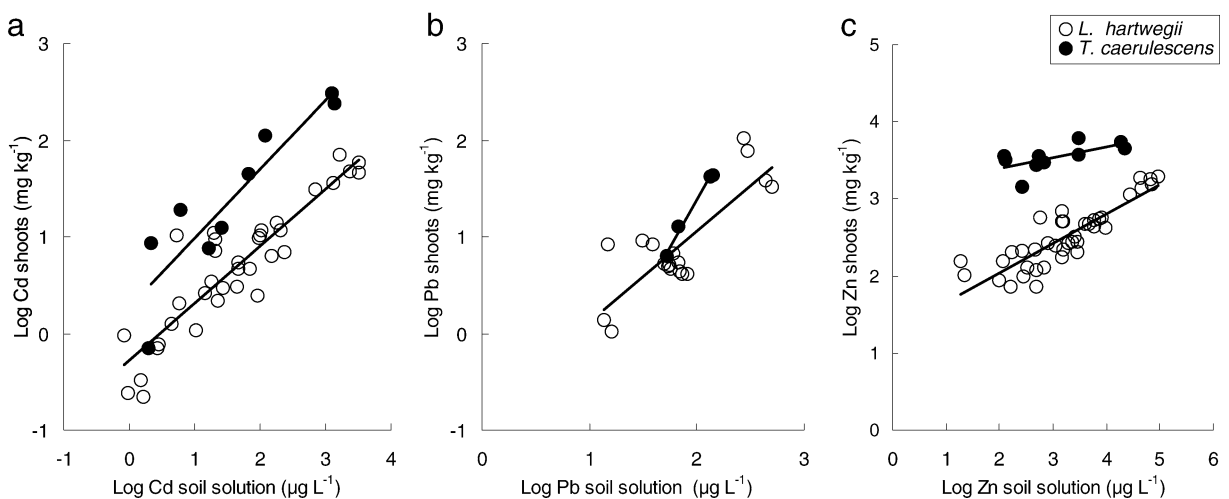 a
Log Cd shoots (mg kg-1)
3
2
1
0
-1
-1 0 1 2 3 4
Log Cd soil solution (µg L-1)
b
Log Pb shoots (mg kg-1)
3
2
1
0
-1
0 1 2 3
Log Pb soil solution (µg L-1)
c
L. hartwegii
T. caerulescens
Log Zn shoots (mg kg-1)
5
4
3
2
1
0
0 1 2 3 4 5 6
Log Zn soil solution (µg L-1)